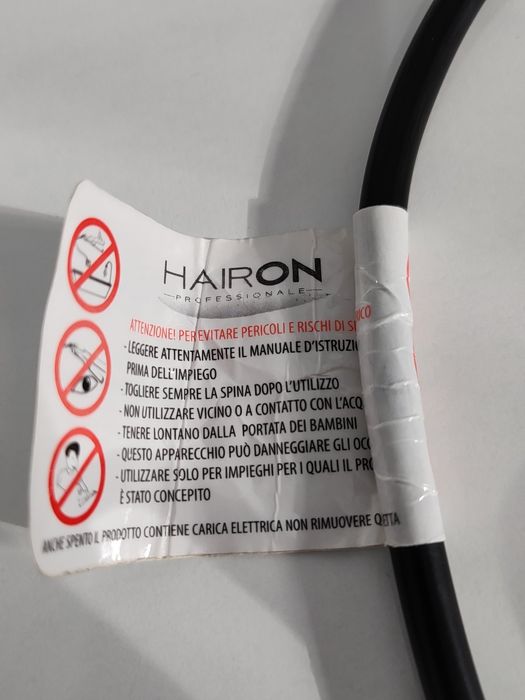 HAIRON
PROFESSIONALE
ATTENZIONE! PER EVITARE PERICOLI E RISCHI DI
- LEGGERE ATTENTAMENTE IL MANUALE D'ISTRUZI
PRIMA DELL'IMPIEGO
- TOGLIERE SEMPRE LA SPINA DOPO L'UTILIZZO
- NON UTILIZZARE VICINO O A CONTATTO CON L'ACQ
- TENERE LONTANO DALLA PORTATA DEI BAMBINI
- QUESTO APPARECCHIO PUÒ DANNEGGIARE GLI OC
- UTILIZZARE SOLO PER IMPIEGHI PER I QUALI IL PRO
È STATO CONCEPITO
ANCHE SPENTO IL PRODOTTO CONTIENE CARICA ELETTRICA NON RIMUOVERE